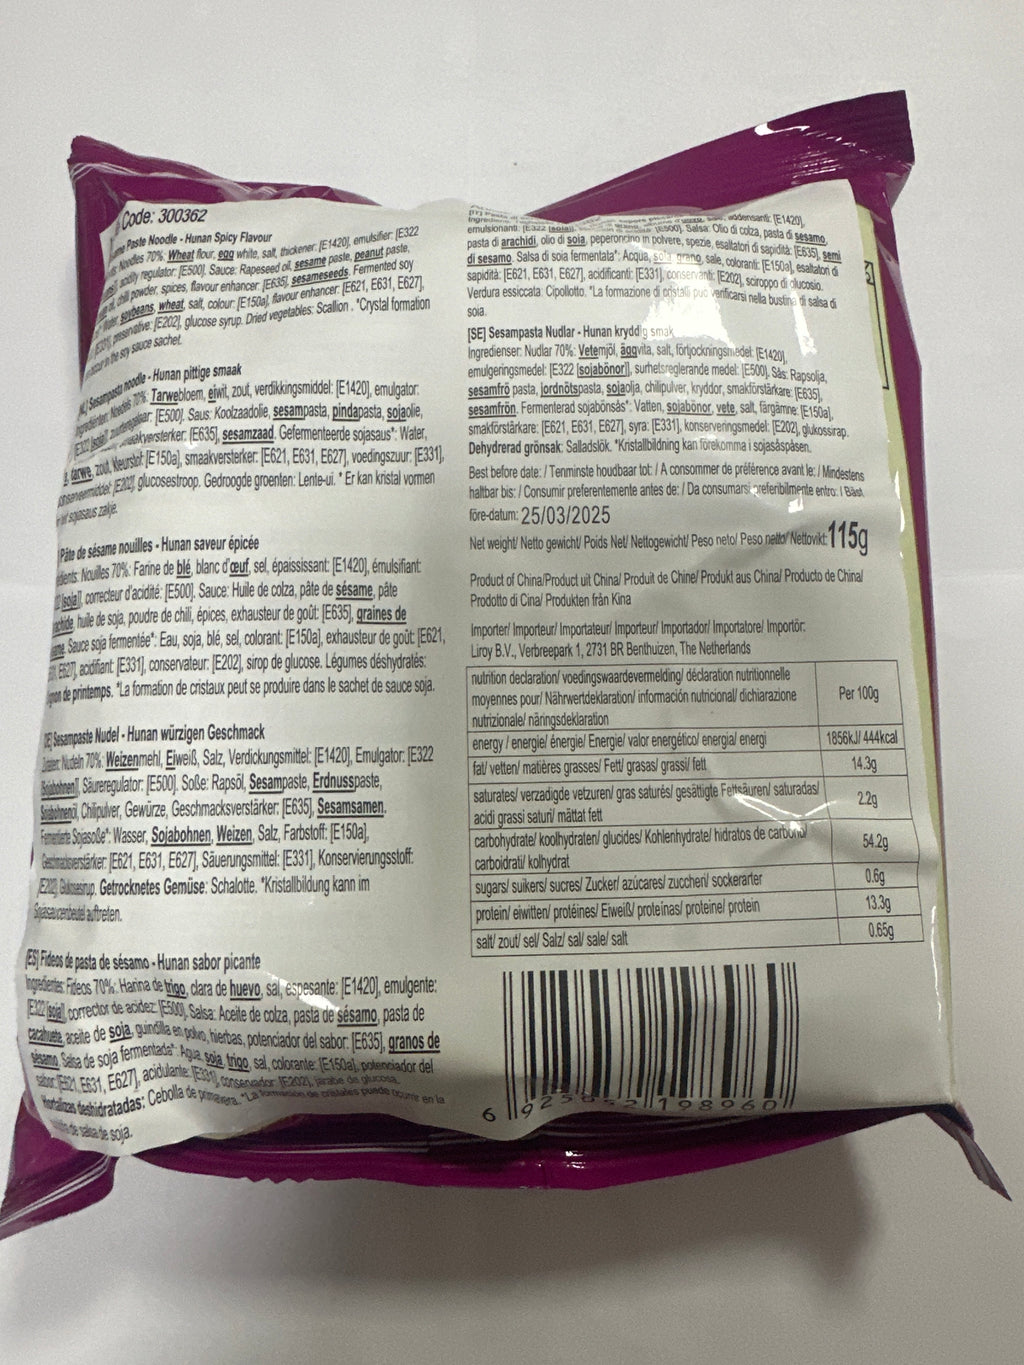 Code: 300362
Paste Noodle - Hunan Spicy Flavour
Noodles 70%: Wheat flour, egg white, salt, thickener: [E1420], emulsifier: [E322
acidity regulator: [E500]. Sauce: Rapeseed oil, sesame paste, peanut paste,
oil, chili powder, spices, flavour enhancer: [E635], sesameseeds. Fermented soy
Water, soybeans, wheat, salt, colour: [E150a], flavour enhancer: [E621, E631, E627],
preservative: [E202], glucose syrup. Dried vegetables: Scallion . *Crystal formation
occur in the soy sauce sachet.
[NL] Sesampasta noodle - Hunan pittige smaak
Ingrediënten: Noedels 70%: Tarwebloem, eiwit, zout, verdikkingsmiddel: [E1420], emulgator:
[E500]. Saus: Koolzaadolie, sesampasta, pindapasta, sojaolie,
smaakversterker: [E635], sesamzaad. Gefermenteerde sojasaus*: Water,
tarwe, zout, kleurstof: [E150a], smaakversterker: [E621, E631, E627], voedingszuur: [E331],
[E202], glucosestroop. Gedroogde groenten: Lente-ui. * Er kan kristal vormen
sojasaus zakje.
Pâte de sésame nouilles - Hunan saveur épicée
Nouilles 70%: Farine de blé, blanc d'œuf, sel, épaississant: [E1420], émulsifiant:
[soja]], correcteur d'acidité: [E500]. Sauce: Huile de colza, pâte de sésame, pâte
huile de soja, poudre de chili, épices, exhausteur de goût: [E635], graines de
Sauce soja fermentée*: Eau, soja, blé, sel, colorant: [E150a], exhausteur de goût: [E621,
E627], acidifiant: [E331], conservateur: [E202], sirop de glucose. Légumes déshydratés:
de printemps. *La formation de cristaux peut se produire dans le sachet de sauce soja.
Sesampaste Nudel - Hunan würzigen Geschmack
Nudeln 70%: Weizenmehl, Eiweiß, Salz, Verdickungsmittel: [E1420], Emulgator: [E322
[Sojabohnen]], Säureregulator: [E500]. Soße: Rapsöl, Sesampaste, Erdnusspaste,
Sojabohnenöl, Chilipulver, Gewürze, Geschmacksverstärker: [E635], Sesamsamen.
Fermentierte Sojasoße*: Wasser, Sojabohnen, Weizen, Salz, Farbstoff: [E150a],
Geschmacksverstärker: [E621, E631, E627], Säuerungsmittel: [E331], Konservierungsstoff:
[E202], Glukosesirup. Getrocknetes Gemüse: Schalotte. *Kristallbildung kann im
Sojasaucenbeutel auftreten.
[ES] Fideos de pasta de sésamo - Hunan sabor picante
Ingredientes: Fideos 70%: Harina de trigo, clara de huevo, sal, espesante: [E1420], emulgente:
[E322 [soja]], corrector de acidez: [E500]. Salsa: Aceite de colza, pasta de sésamo, pasta de
cacahuete, aceite de soja, guindilla en polvo, hierbas, potenciador del sabor: [E635], granos de
sésamo. Salsa de soja fermentada*: Agua, soja, trigo, sal, colorante: [E150a], potenciador del
sabor: [E621, E631, E627], acidulante: [E331], conservador: [E202], jarabe de glucosa.
Hortalizas deshidratadas: Cebolla de primavera. *La formación de cristales puede ocurrir en la
de salsa de soja.
addensanti: [E1420],
emulsionanti: [E322 [soia]], [E500]. Salsa: Olio di colza, pasta di sesamo,
pasta di arachidi, olio di soia, peperoncino in polvere, spezie, esaltatori di sapidità: [E635], semi
di sesamo. Salsa di soia fermentata*: Acqua, soia, grano, sale, coloranti: [E150a], esaltatori di
sapidità: [E621, E631, E627], acidificanti: [E331], conservanti: [E202], sciroppo di glucosio.
Verdura essiccata: Cipollotto. *La formazione di cristalli può verificarsi nella bustina di salsa di
soia.
[SE] Sesampasta Nudlar - Hunan kryddig smak
Ingredienser: Nudlar 70%: Vetemjöl, äggvita, salt, förtjockningsmedel: [E1420],
emulgeringsmedel: [E322 [sojabönor]], surhetsreglerande medel: [E500]. Sås: Rapsolja,
sesamfrö pasta, jordnötspasta, sojaolja, chilipulver, kryddor, smakförstärkare: [E635],
sesamfrön. Fermenterad sojabönsås*: Vatten, sojabönor, vete, salt, färgämne: [E150a],
smakförstärkare: [E621, E631, E627], syra: [E331], konserveringsmedel: [E202], glukossirap.
Dehydrerad grönsak: Salladslök. *Kristallbildning kan förekomma i sojasåspåsen.
Best before date: / Tenminste houdbaar tot: / A consommer de préférence avant le: / Mindestens
haltbar bis: / Consumir preferentemente antes de: / Da consumarsi preferibilmente entro: / Bäst
före-datum: 25/03/2025
Net weight/ Netto gewicht/ Poids Net/ Nettogewicht/ Peso neto/ Peso netto/ Nettovikt: 115g
Product of China/Product uit China/ Produit de Chine/ Produkt aus China/ Producto de China/
Prodotto di Cina/ Produkten från Kina
Importer/ Importeur/ Importateur/ Importeur/ Importador/ Importatore/ Importör:
Liroy B.V., Verbreepark 1, 2731 BR Benthuizen, The Netherlands
nutrition declaration/ voedingswaardevermelding/ déclaration nutritionnelle
moyennes pour/ Nährwertdeklaration/ información nutricional/ dichiarazione
nutrizionale/ näringsdeklaration
Per 100g
energy / energie/ énergie/ Energie/ valor energético/ energia/ energi
1856kJ/ 444kcal
fat/ vetten/ matières grasses/ Fett/ grasas/ grassi/ fett
14.3g
saturates/ verzadigde vetzuren/ gras saturés/ gesättigte Fettsäuren/ saturadas/
acidi grassi saturi/ mättat fett
2.2g
carbohydrate/ koolhydraten/ glucides/ Kohlenhydrate/ hidratos de carbono/
carboidrati/ kolhydrat
54.2g
sugars/ suikers/ sucres/ Zucker/ azúcares/ zuccheri/ sockerarter
0.6g
protein/ eiwitten/ protéines/ Eiweiß/ proteínas/ proteine/ protein
13.3g
salt/ zout/ sel/ Salz/ sal/ sale/ salt
0.65g
6 925852 198960